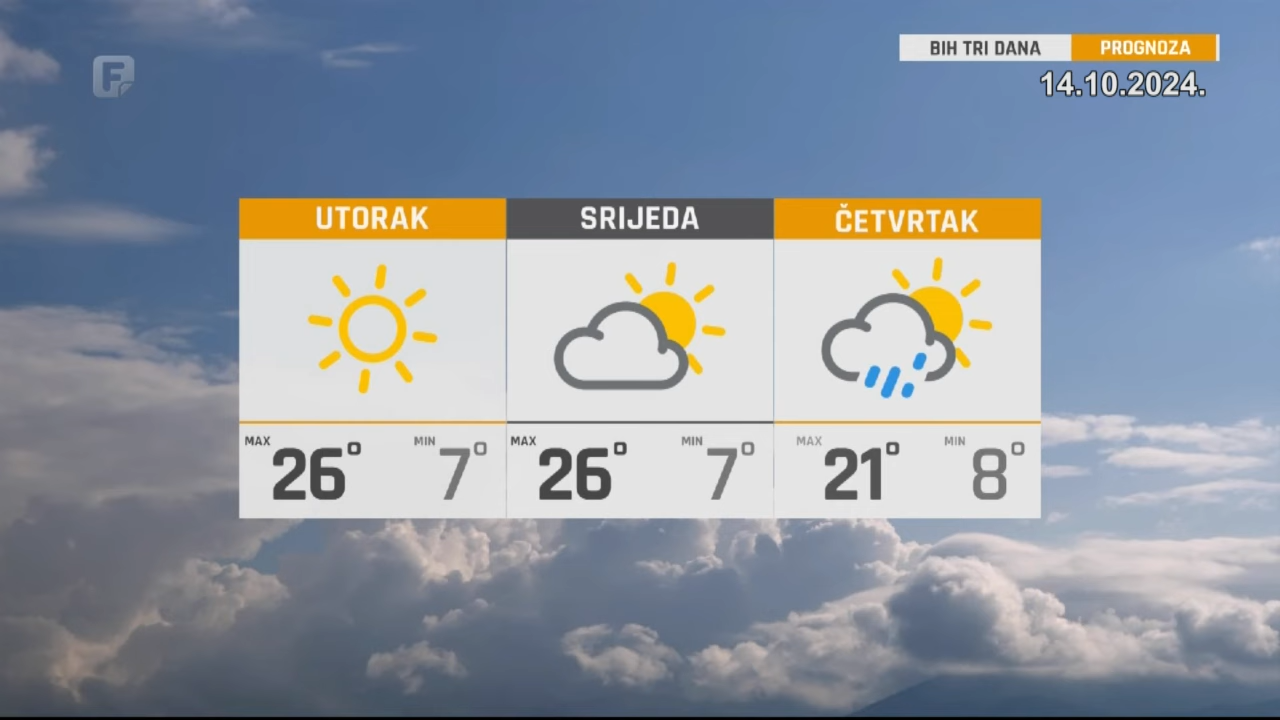 F
BIH TRI DANA PROGNOZA
14.10.2024.
UTORAK SRIJEDA ČETVRTAK
MAX 26° MIN 7° MAX 26° MIN 7° MAX 21° MIN 8°